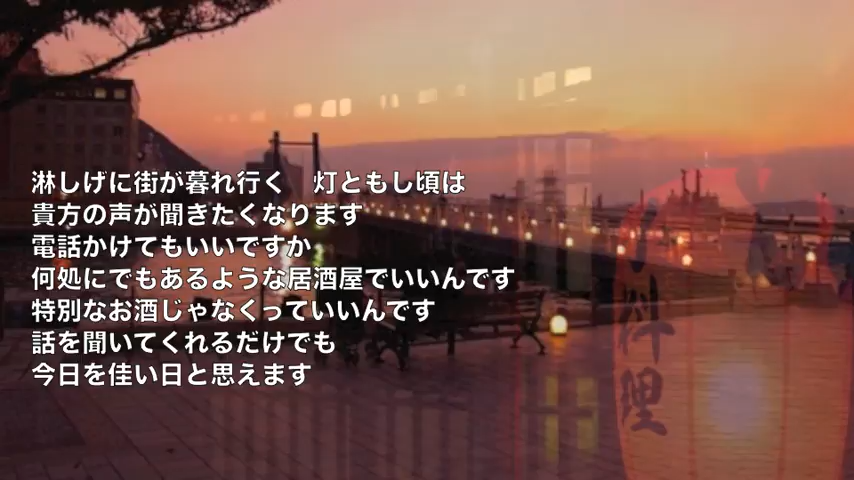 淋しげに街が暮れ行く　灯ともし頃は
貴方の声が聞きたくなります
電話かけてもいいですか
何処にでもあるような居酒屋でいいんです
特別なお酒じゃなくっていいんです
話を聞いてくれるだけでも
今日を佳い日と思えます
料理